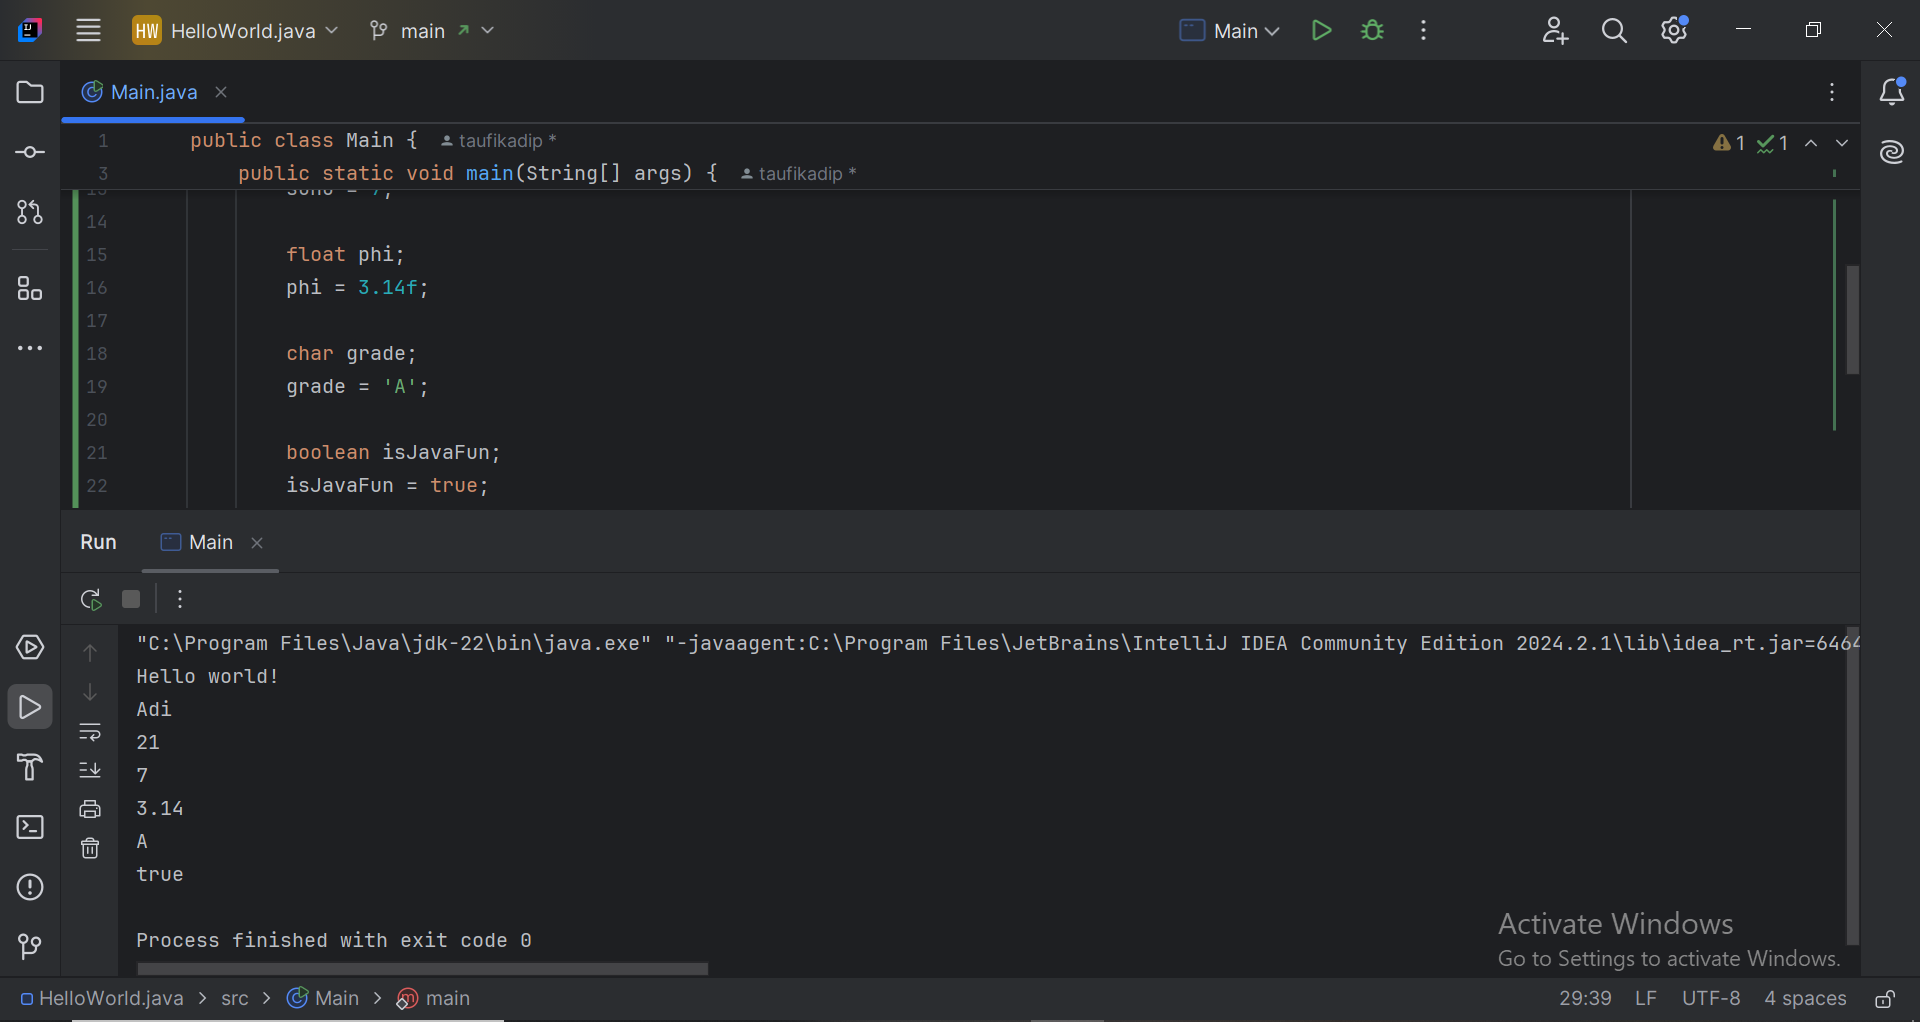 HW HelloWorld.java main Main
Main.java
1 public class Main { taufikadip *
3 public static void main(String[] args) { taufikadip *
1 1
14
15 float phi;
16 phi = 3.14f;
17
18 char grade;
19 grade = 'A';
20
21 boolean isJavaFun;
22 isJavaFun = true;
Run Main
"C:\Program Files\Java\jdk-22\bin\java.exe" "-javaagent:C:\Program Files\JetBrains\IntelliJ IDEA Community Edition 2024.2.1\lib\idea_rt.jar=6464
Hello world!
Adi
21
7
3.14
A
true
Process finished with exit code 0
Activate Windows
Go to Settings to activate Windows.
HelloWorld.java > src > Main > main 29:39 LF UTF-8 4 spaces